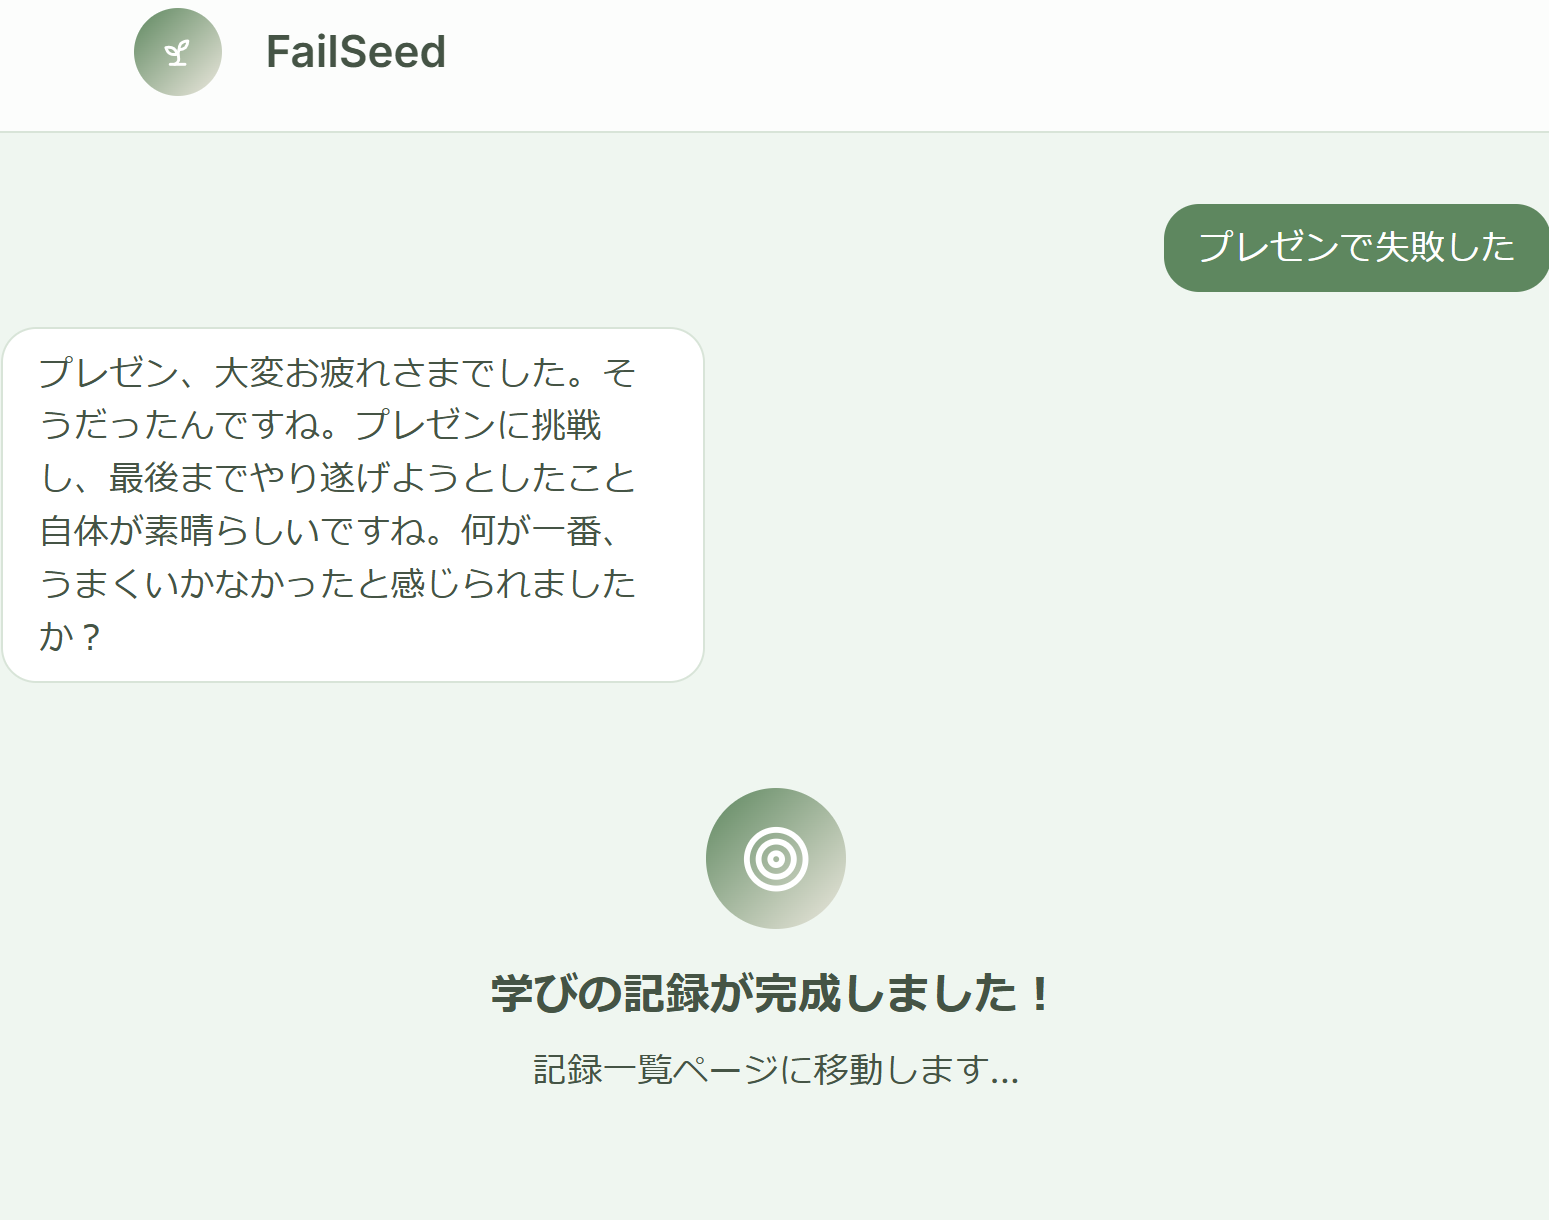 FailSeed
プレゼンで失敗した
プレゼン、大変お疲れさまでした。そ
うだったんですね。プレゼンに挑戦
し、最後までやり遂げようとしたこと
自体が素晴らしいですね。何が一番、
うまくいかなかったと感じられました
か？
学びの記録が完成しました！
記録一覧ページに移動します...